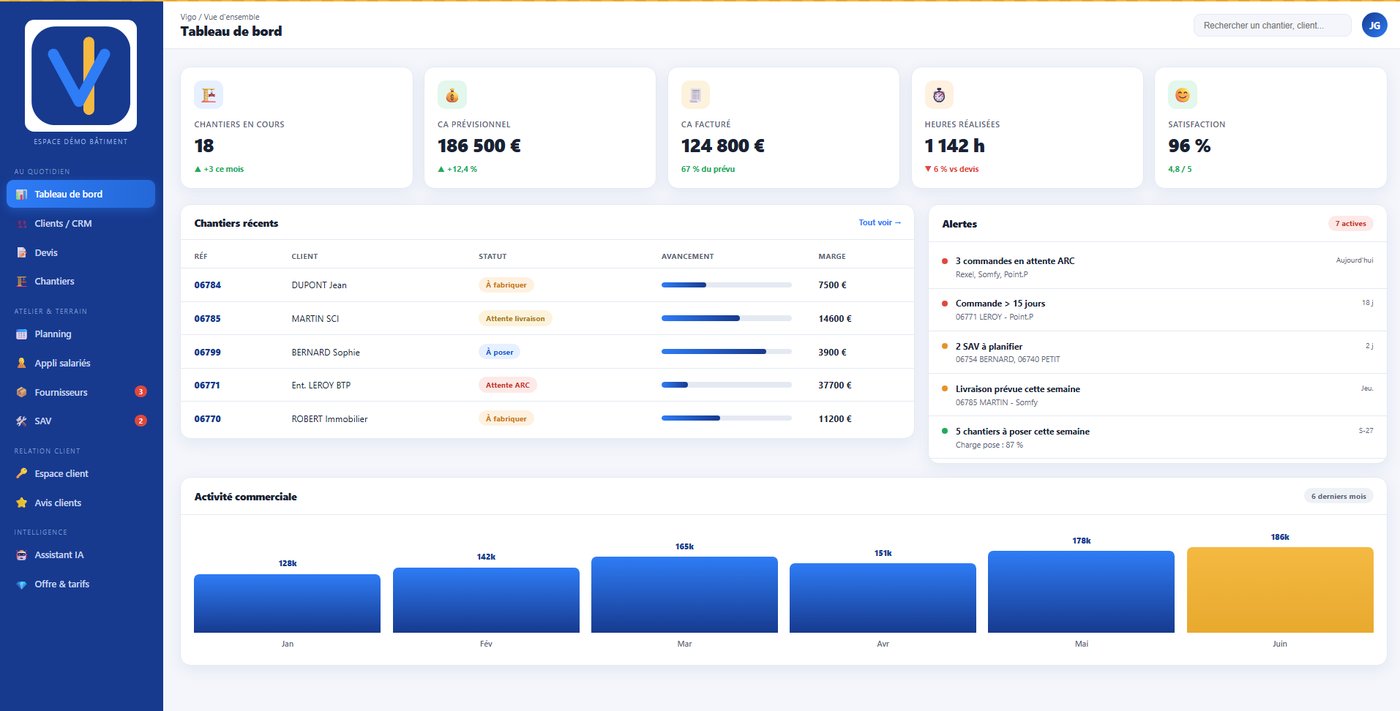 ESPACE DÉMO BÂTIMENT
AU QUOTIDIEN
Tableau de bord
Clients / CRM
Devis
Chantiers
ATELIER & TERRAIN
Planning
Appli salariés
Fournisseurs 3
SAV 2
RELATION CLIENT
Espace client
Avis clients
INTELLIGENCE
Assistant IA
Offre & tarifs
Vigo / Vue d'ensemble
Tableau de bord
Rechercher un chantier, client...
JG
CHANTIERS EN COURS
18
▲ +3 ce mois
CA PRÉVISIONNEL
186 500 €
▲ +12,4 %
CA FACTURÉ
124 800 €
67 % du prévu
HEURES RÉALISÉES
1 142 h
▼ 6 % vs devis
SATISFACTION
96 %
4,8 / 5
Chantiers récents
Tout voir →
RÉF CLIENT STATUT AVANCEMENT MARGE
06784 DUPONT Jean À fabriquer 7500 €
06785 MARTIN SCI Attente livraison 14600 €
06799 BERNARD Sophie À poser 3900 €
06771 Ent. LEROY BTP Attente ARC 37700 €
06770 ROBERT Immobilier À fabriquer 11200 €
Alertes
7 actives
3 commandes en attente ARC Aujourd'hui
Rexel, Somfy, Point.P
Commande > 15 jours 18 j
06771 LEROY - Point.P
2 SAV à planifier 2 j
06754 BERNARD, 06740 PETIT
Livraison prévue cette semaine Jeu.
06785 MARTIN - Somfy
5 chantiers à poser cette semaine S-27
Charge pose : 87 %
Activité commerciale
6 derniers mois
128k 142k 165k 151k 178k 186k
Jan Fév Mar Avr Mai Juin